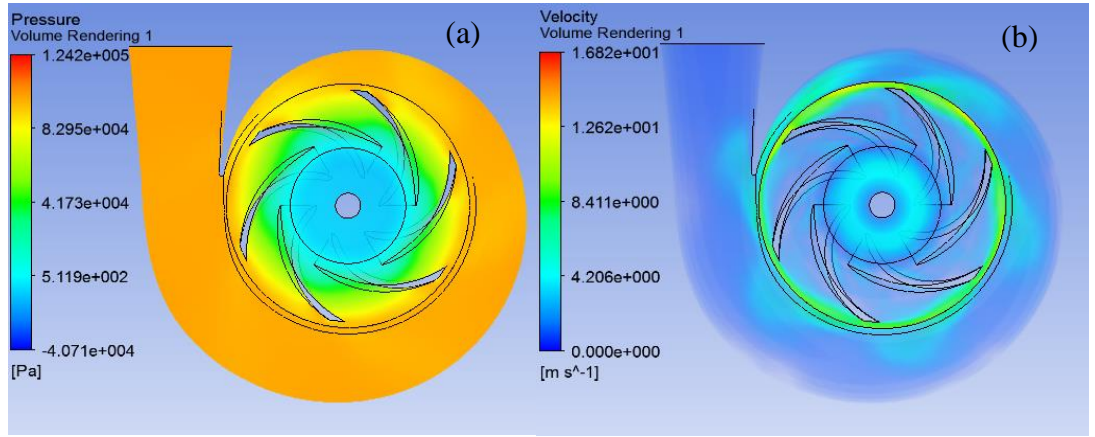 Pressure
Volume Rendering 1
(a)
1.242e+005
8.295e+004
4.173e+004
5.119e+002
-4.071e+004
[Pa]
Velocity
Volume Rendering 1
(b)
1.682e+001
1.262e+001
8.411e+000
4.206e+000
0.000e+000
[m s^-1]